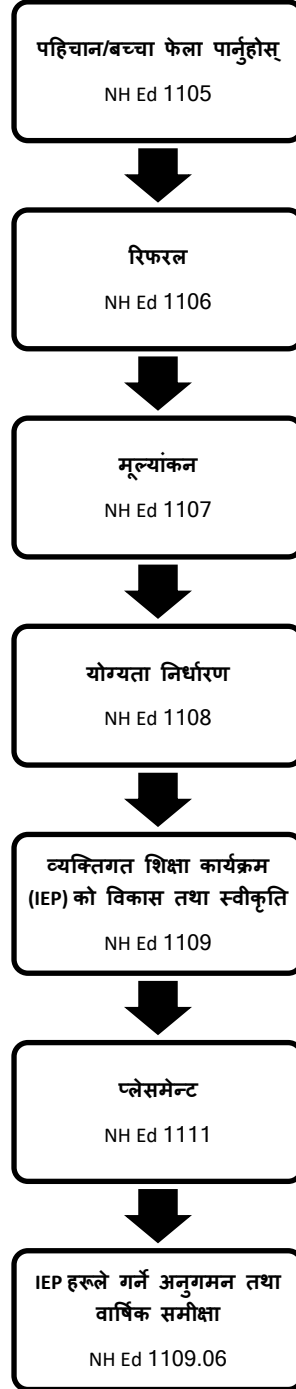 पहिचान/बच्चा फेला पार्नुहोस्
NH Ed 1105
रिफरल
NH Ed 1106
मूल्यांकन
NH Ed 1107
योग्यता निर्धारण
NH Ed 1108
व्यक्तिगत शिक्षा कार्यक्रम
(IEP) को विकास तथा स्वीकृति
NH Ed 1109
प्लेसमेन्ट
NH Ed 1111
IEP हरूले गर्ने अनुगमन तथा
वार्षिक समीक्षा
NH Ed 1109.06